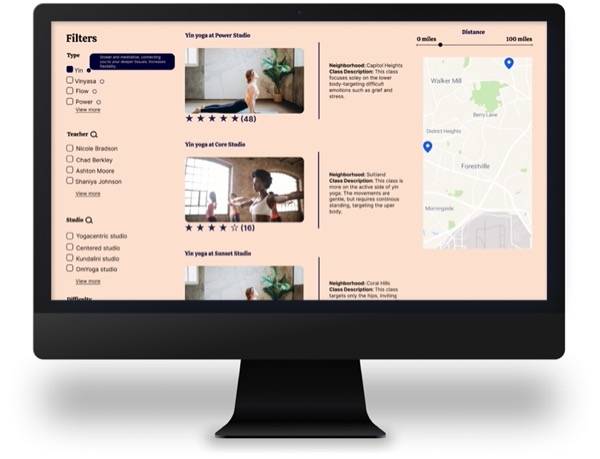 Filters
Type
Yin
Slower and meditative, connecting
you to your deeper tissues. Increases
flexibility.
Vinyasa
Flow
Power
View more
Teacher
Nicole Bradson
Chad Berkley
Ashton Moore
Shaniya Johnson
View more
Studio
Yogacentric studio
Centered studio
Kundalini studio
OmYoga studio
View more
Difficulty
Yin yoga at Power Studio
(48)
Neighborhood: Capitol Heights
Class Description: This class
focuses soley on the lower
body-targeting difficult
emotions such as grief and
stress.
Yin yoga at Core Studio
(16)
Neighborhood: Suitland
Class Description: This class is
more on the active side of yin
yoga. The movements are
gentle, but requires continous
standing, targeting the uper
body.
Yin yoga at Sunset Studio
Neighborhood: Coral Hills
Class Description: This class
targets only the hips, inviting
Distance
0 miles 100 miles
Walker Mill
Berry Lane
District Heights
Forestville
Morningside